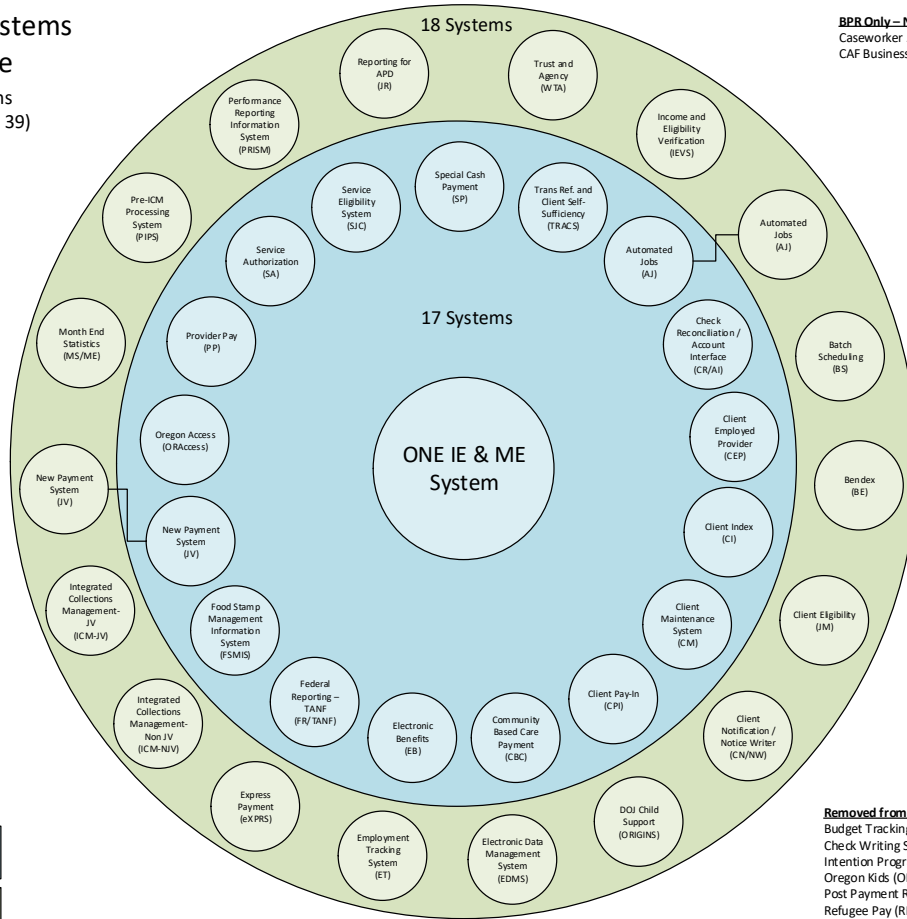 stems
e
ns
39)
18 Systems
BPR Only – N
Caseworker
CAF Business
Reporting for
APD
(JR)
Trust and
Agency
(WTA)
Performance
Reporting
Information
System
(PRISM)
Income and
Eligibility
Verification
(IEVS)
Pre-ICM
Processing
System
(PIPS)
Automated
Jobs
(AJ)
Month End
Statistics
(MS/ME)
Batch
Scheduling
(BS)
New Payment
System
(JV)
Bendex
(BE)
Integrated
Collections
Management-
JV
(ICM-JV)
Client Eligibility
(JM)
Integrated
Collections
Management-
Non JV
(ICM-NJV)
Client
Notification /
Notice Writer
(CN/NW)
Express
Payment
(eXPRS)
DOJ Child
Support
(ORIGINS)
Employment
Tracking
System
(ET)
Electronic Data
Management
System
(EDMS)
Special Cash
Payment
(SP)
Service
Eligibility
System
(SJC)
Trans Ref. and
Client Self-
Sufficiency
(TRACS)
Service
Authorization
(SA)
Automated
Jobs
(AJ)
17 Systems
Provider Pay
(PP)
Check
Reconciliation /
Account
Interface
(CR/AI)
Oregon Access
(ORAccess)
Client
Employed
Provider
(CEP)
ONE IE & ME
System
New Payment
System
(JV)
Client Index
(CI)
Food Stamp
Management
Information
System
(FSMIS)
Client
Maintenance
System
(CM)
Federal
Reporting –
TANF
(FR/TANF)
Client Pay-In
(CPI)
Electronic
Benefits
(EB)
Community
Based Care
Payment
(CBC)
Removed from
Budget Tracking
Check Writing S
Intention Progr
Oregon Kids (O
Post Payment R
Refugee Pay (R